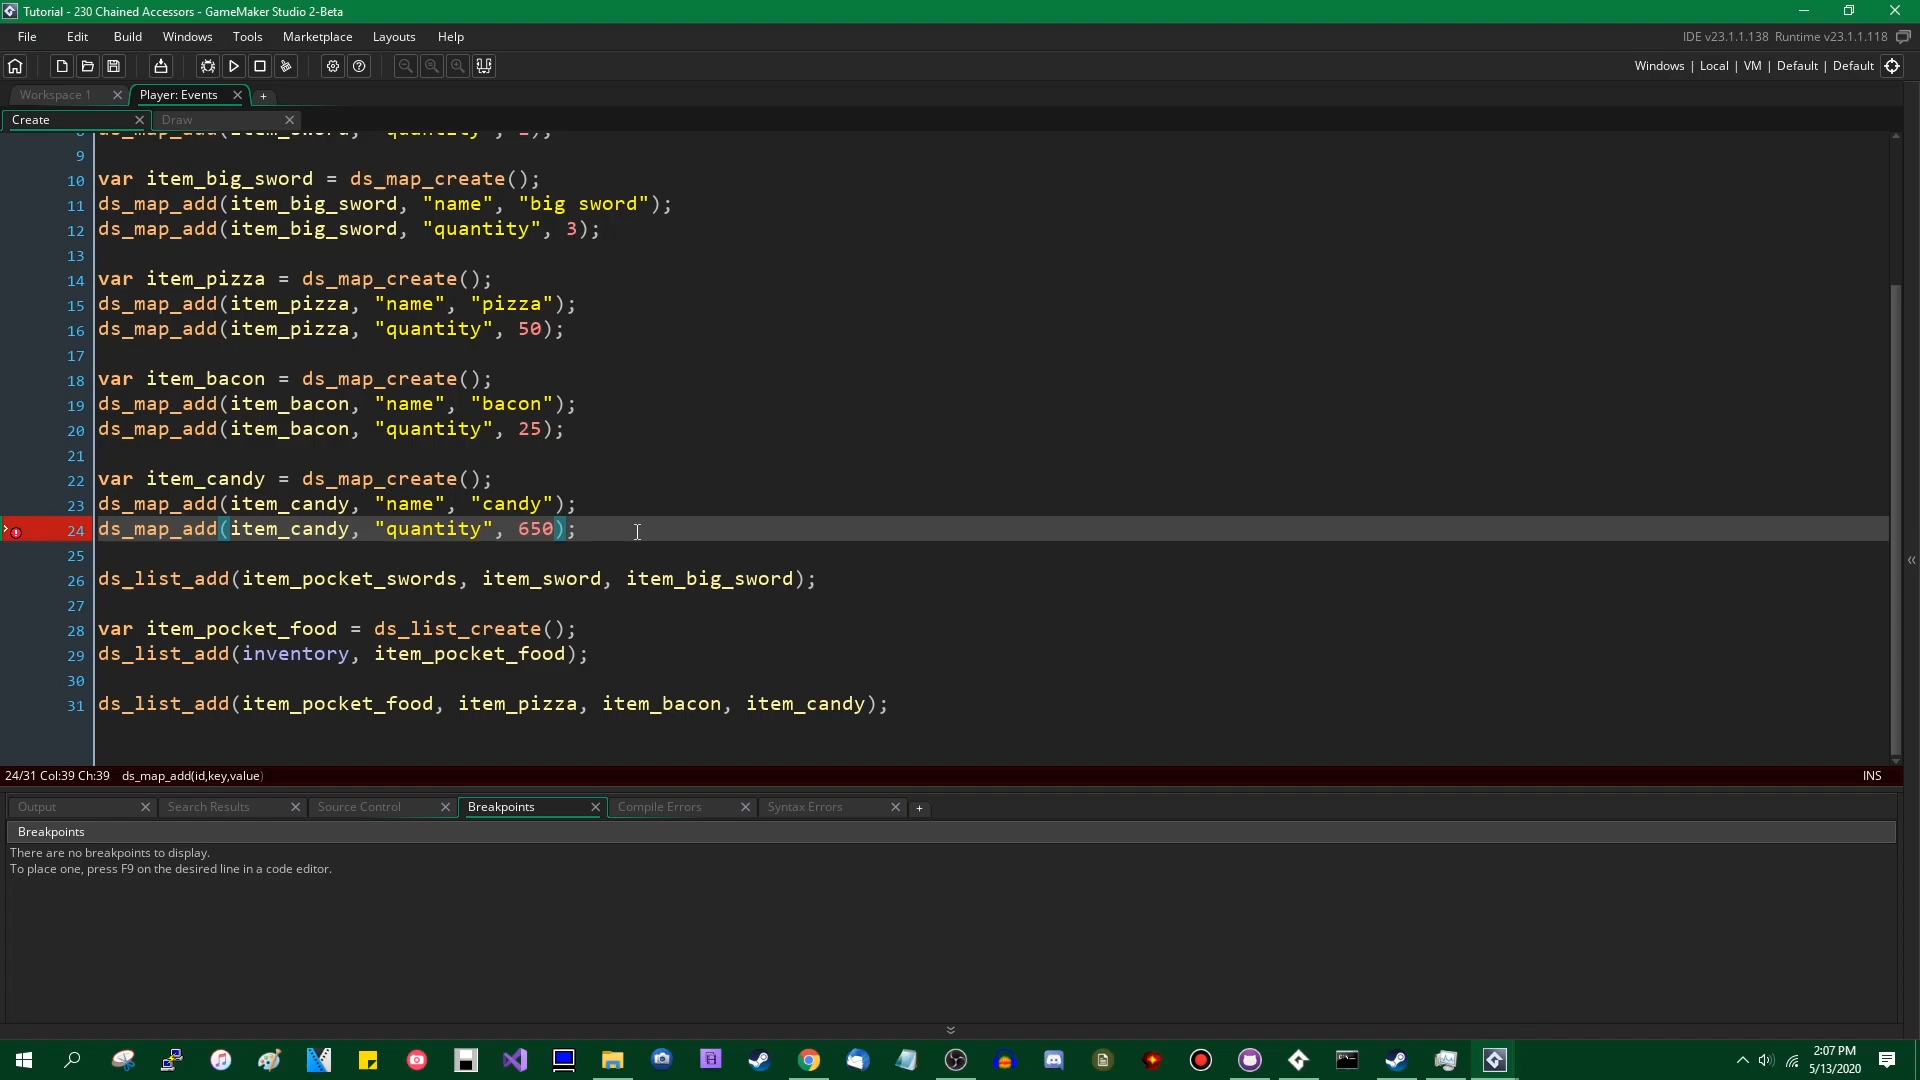 Tutorial - 230 Chained Accessors - GameMaker Studio 2-Beta
File Edit Build Windows Tools Marketplace Layouts Help
IDE v23.1.1.138 Runtime v23.1.1.118
Windows | Local | VM | Default | Default
Workspace 1 Player: Events +
Create Draw
8 ds_map_add(item_sword, "quantity",
9
10 var item_big_sword = ds_map_create();
11 ds_map_add(item_big_sword, "name", "big sword");
12 ds_map_add(item_big_sword, "quantity", 3);
13
14 var item_pizza = ds_map_create();
15 ds_map_add(item_pizza, "name", "pizza");
16 ds_map_add(item_pizza, "quantity", 50);
17
18 var item_bacon = ds_map_create();
19 ds_map_add(item_bacon, "name", "bacon");
20 ds_map_add(item_bacon, "quantity", 25);
21
22 var item_candy = ds_map_create();
23 ds_map_add(item_candy, "name", "candy");
24 ds_map_add(item_candy, "quantity", 650);
25
26 ds_list_add(item_pocket_swords, item_sword, item_big_sword);
27
28 var item_pocket_food = ds_list_create();
29 ds_list_add(inventory, item_pocket_food);
30
31 ds_list_add(item_pocket_food, item_pizza, item_bacon, item_candy);
24/31 Col:39 Ch:39 ds_map_add(id,key,value) INS
Output Search Results Source Control Breakpoints Compile Errors Syntax Errors +
Breakpoints
There are no breakpoints to display.
To place one, press F9 on the desired line in a code editor.
2:07 PM
5/13/2020